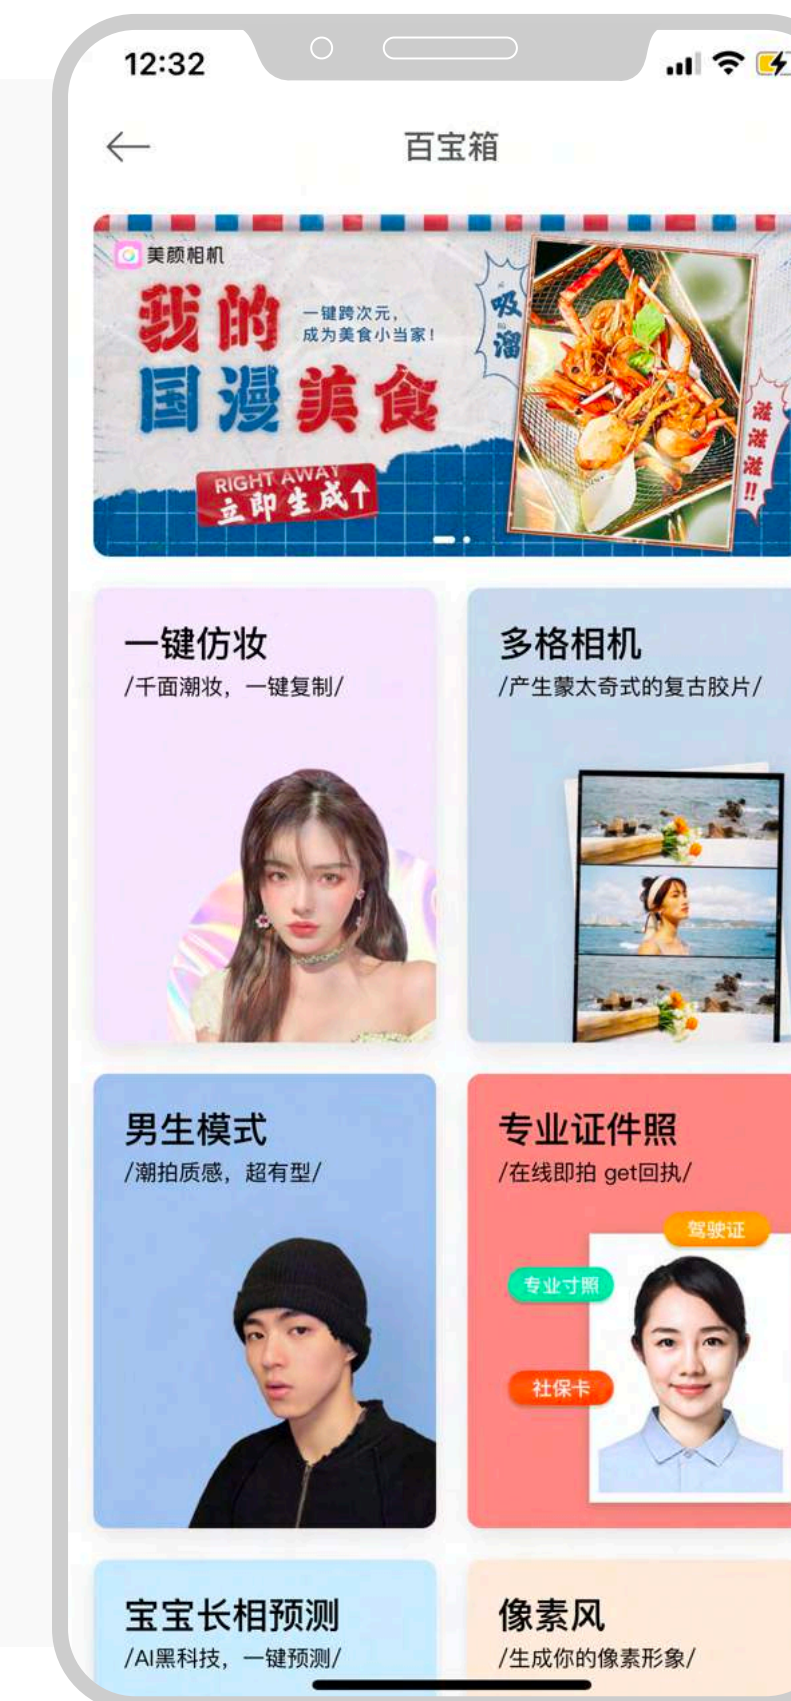 12:32
百宝箱
美颜相机
我的
国漫美食
一键跨次元，
成为美食小当家！
吸溜
滋滋滋!!
RIGHT AWAY
立即生成↑
一键仿妆
/千面潮妆，一键复制/
多格相机
/产生蒙太奇式的复古胶片/
男生模式
/潮拍质感，超有型/
专业证件照
/在线即拍 get回执/
驾驶证
专业寸照
社保卡
宝宝长相预测
/AI黑科技，一键预测/
像素风
/生成你的像素形象/